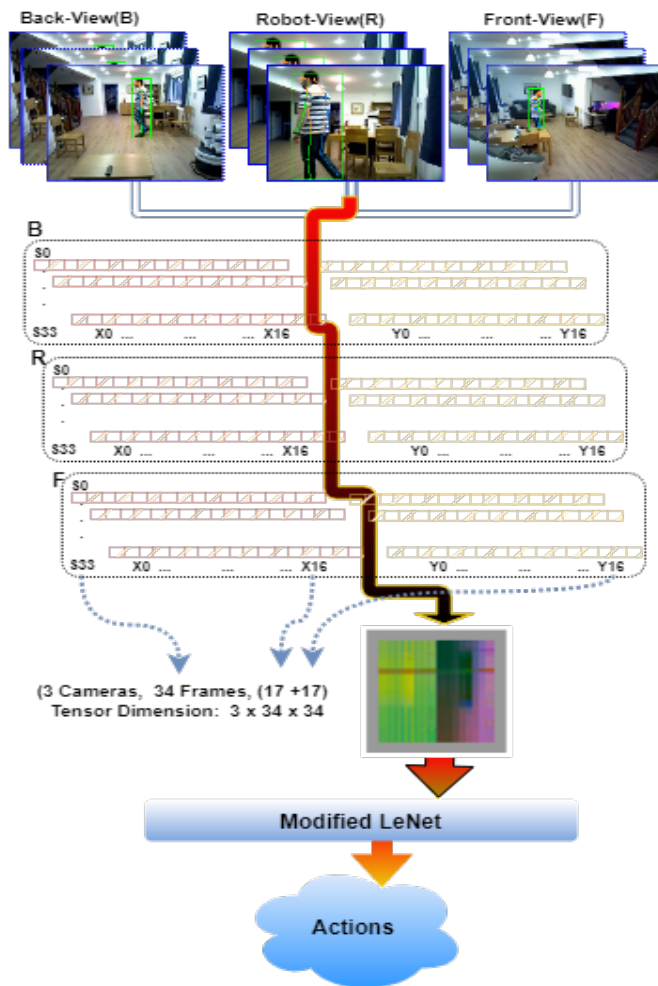 Back-View(B) Robot-View(R) Front-View(F)
B
S0
S33 X0 ... ... ... X16 Y0 ... ... ... Y16
R
S0
S33 X0 ... ... ... X16 Y0 ... ... ... Y16
F
S0
S33 X0 ... ... ... X16 Y0 ... ... ... Y16
(3 Cameras, 34 Frames, (17 +17)
Tensor Dimension: 3 x 34 x 34
Modified LeNet
Actions